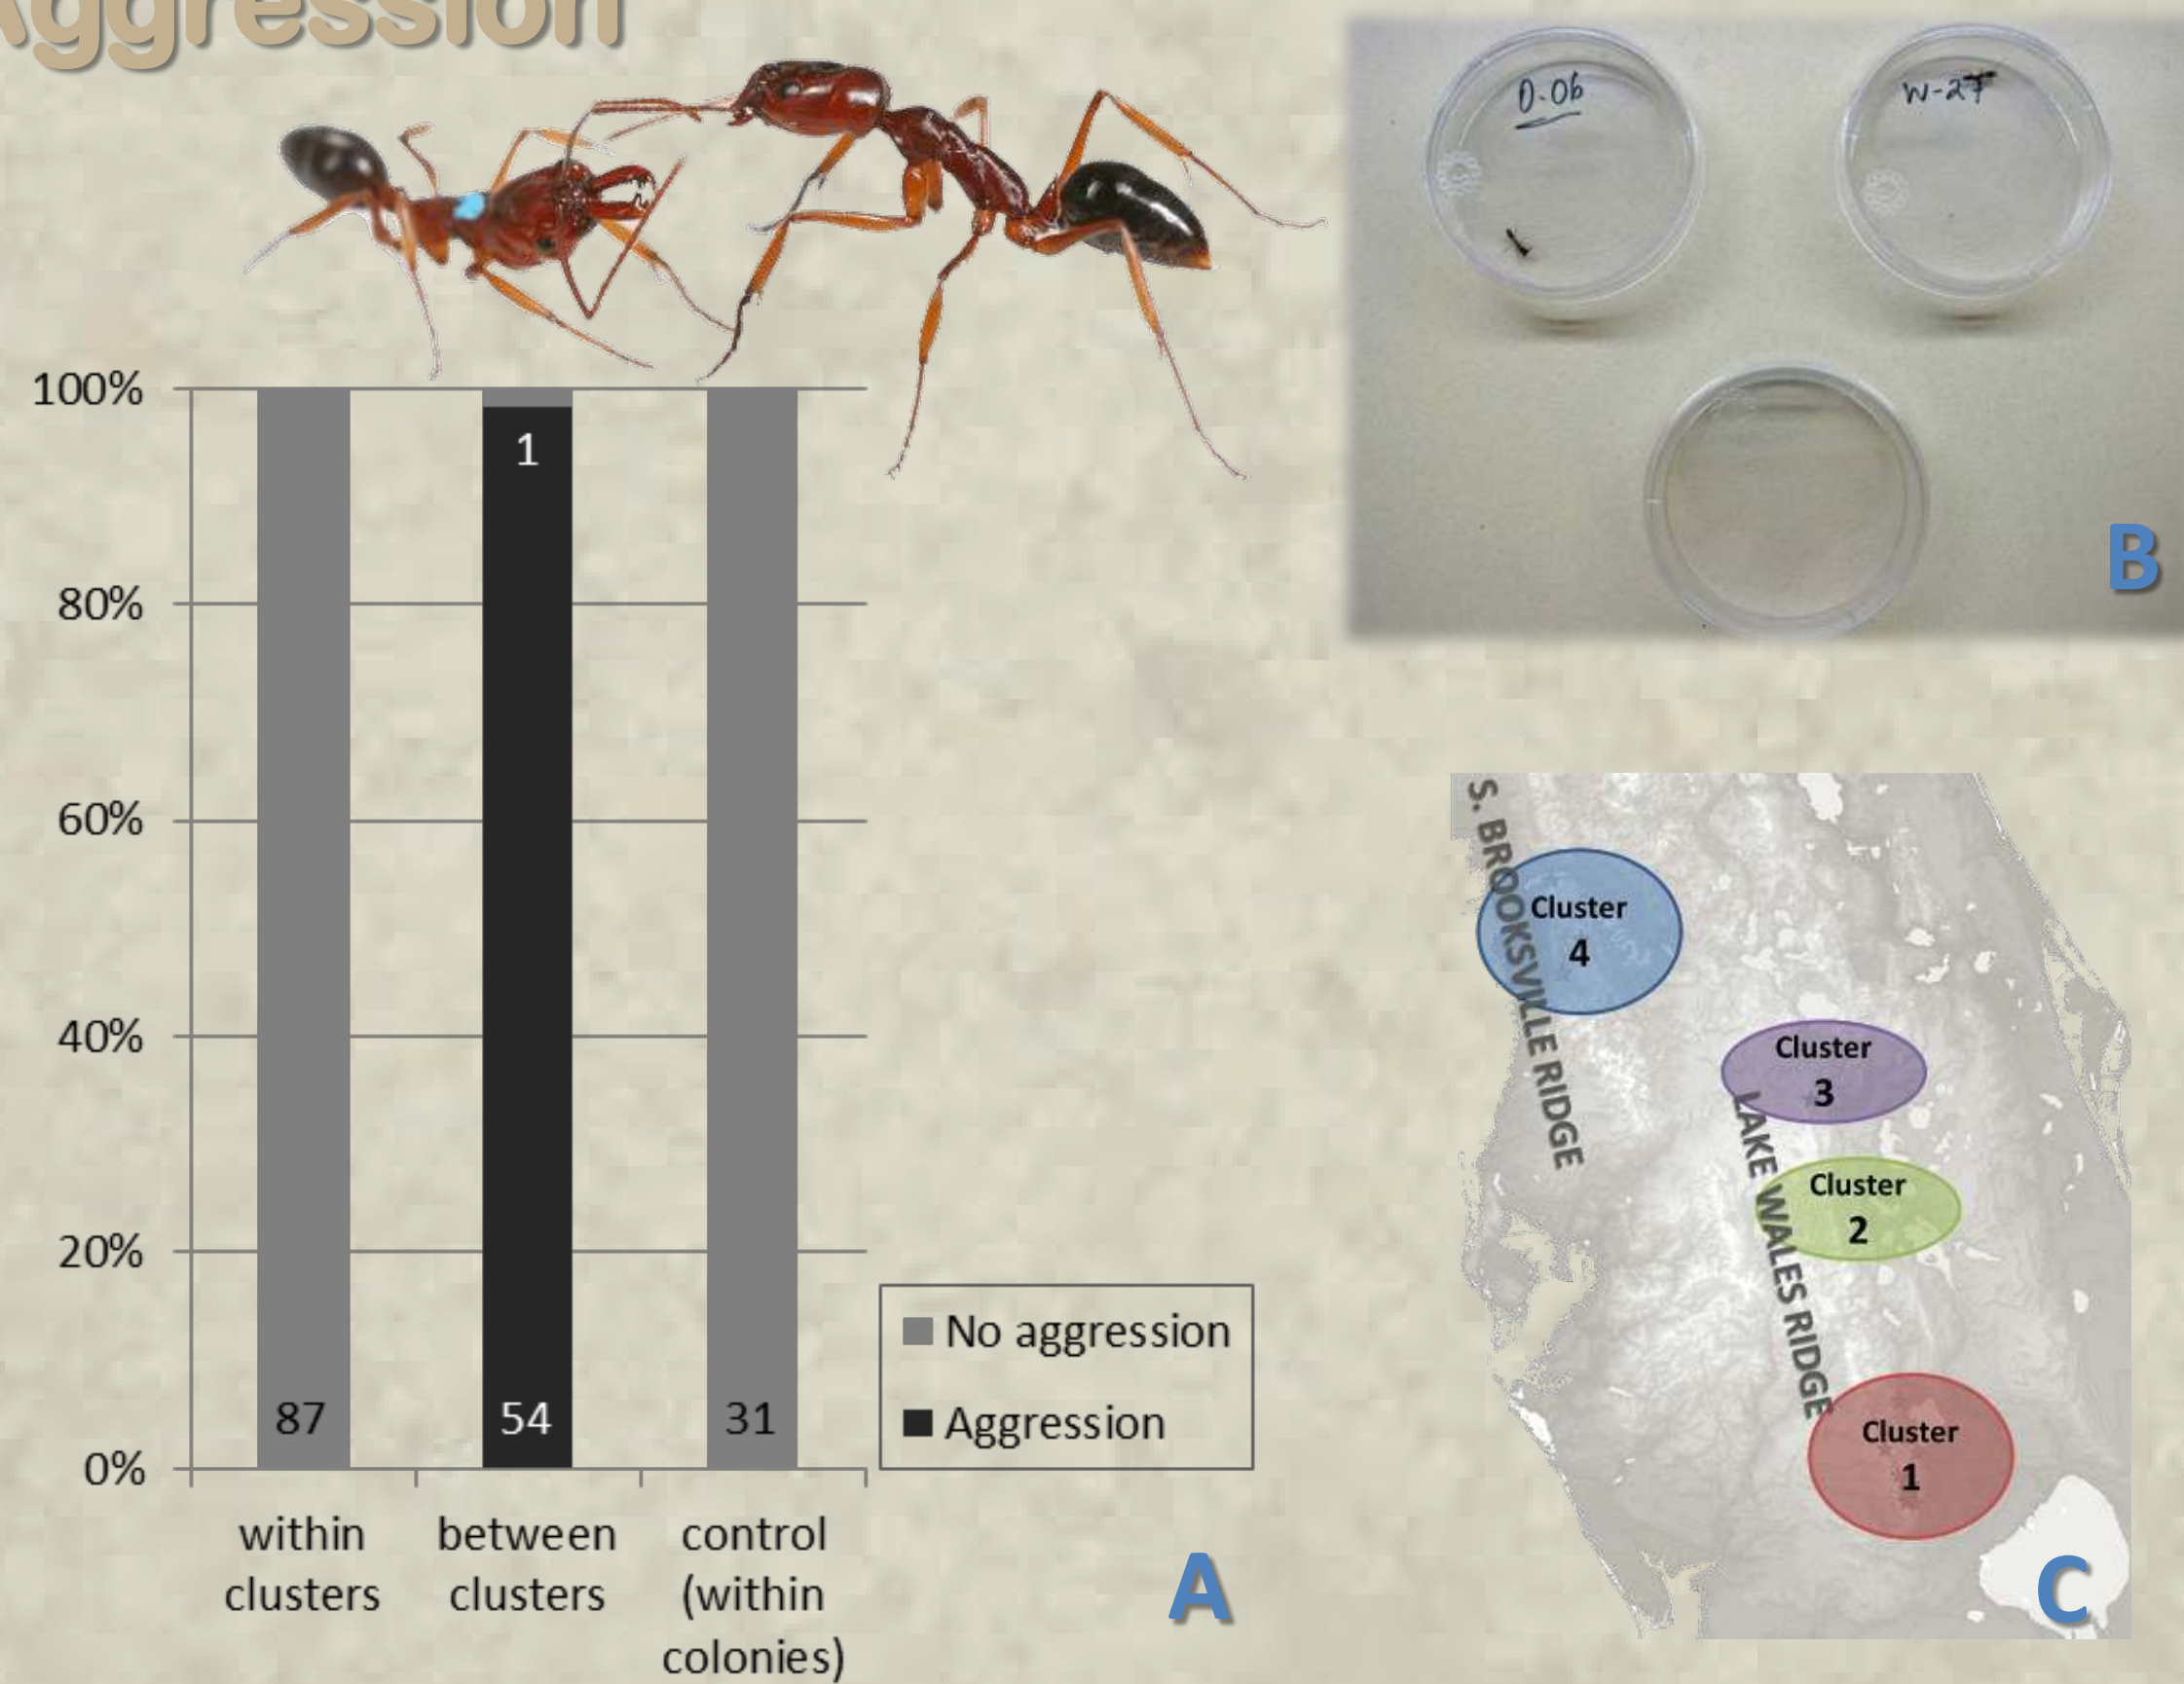 Aggression
100%
80%
60%
40%
20%
0%
1
87
54
31
within
clusters
between
clusters
control
(within
colonies)
No aggression
Aggression
A
D-06
W-27
B
S. BROOKSVILLE RIDGE
LAKE WALES RIDGE
Cluster
4
Cluster
3
Cluster
2
Cluster
1
C